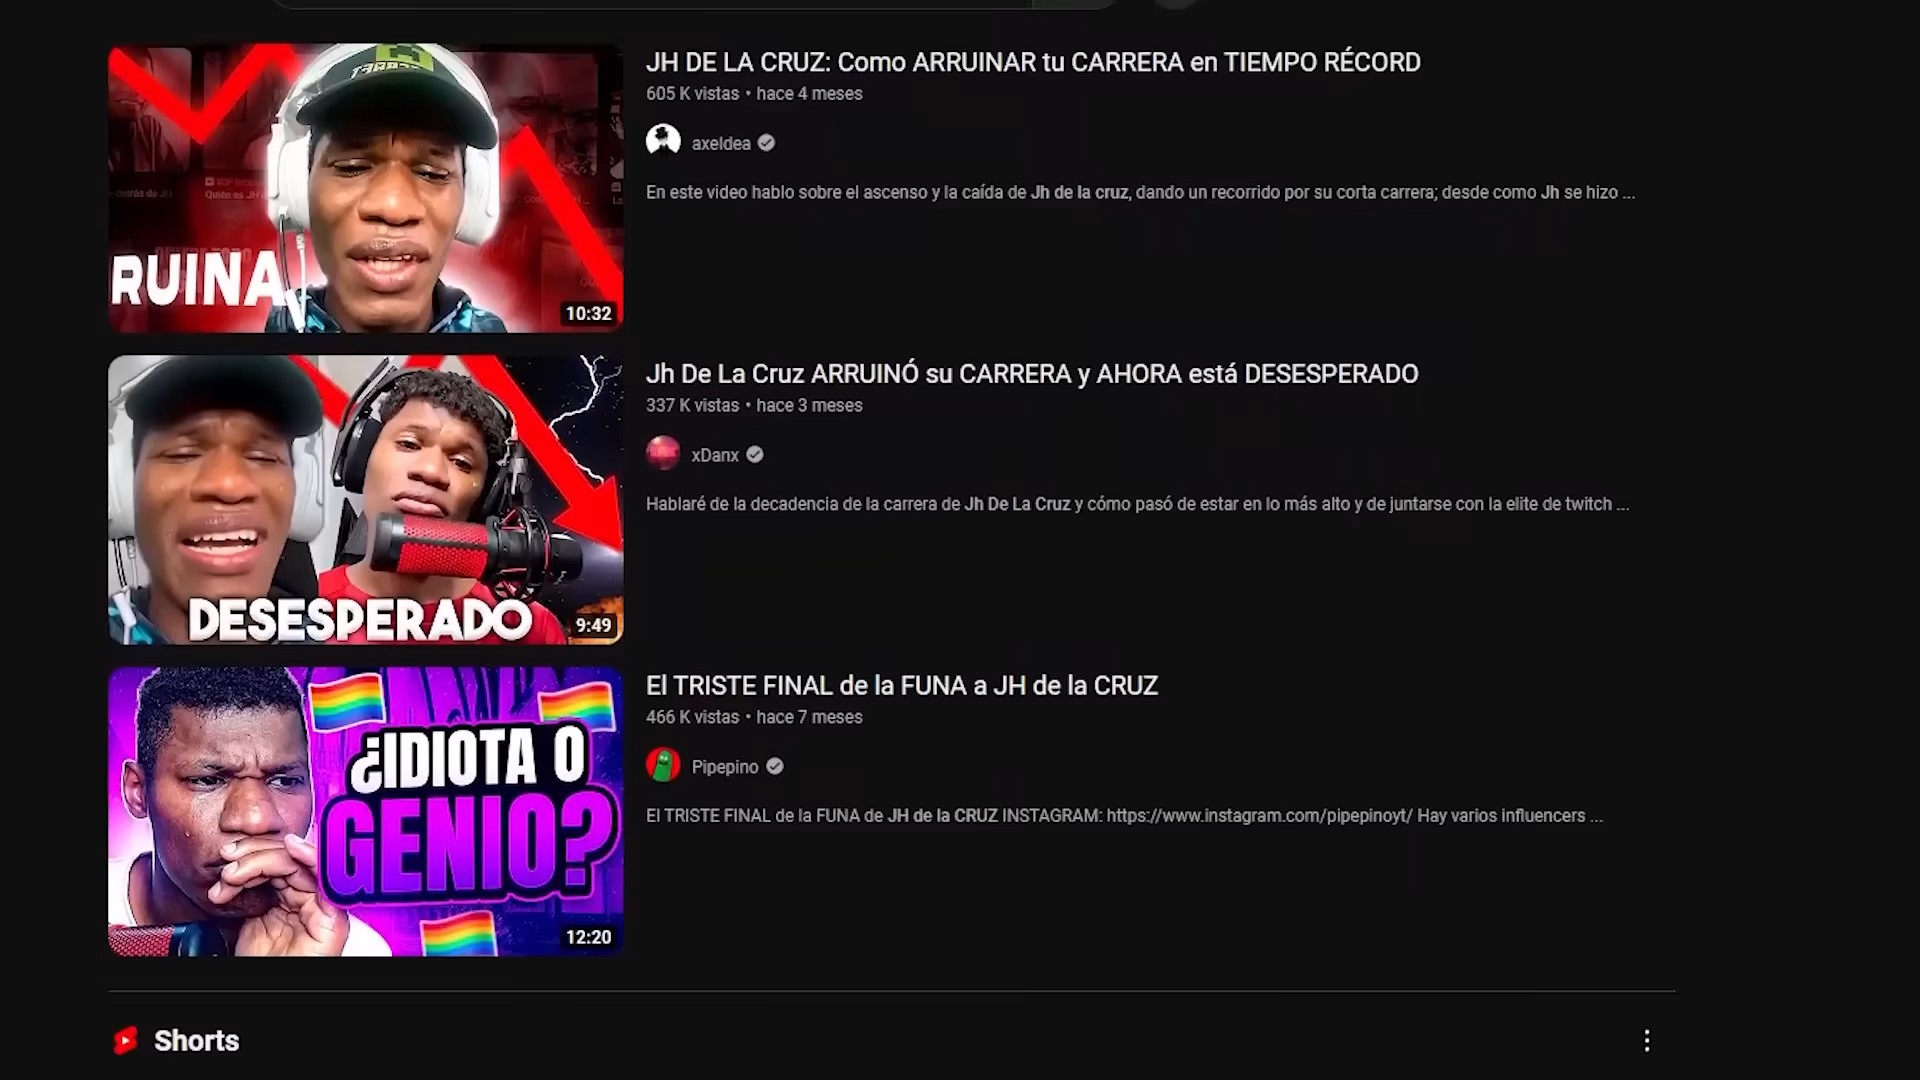 JH DE LA CRUZ: Como ARRUINAR tu CARRERA en TIEMPO RÉCORD
605 K vistas • hace 4 meses
axeldea
En este video hablo sobre el ascenso y la caída de Jh de la cruz, dando un recorrido por su corta carrera; desde como Jh se hizo ...
RUINA
10:32
Jh De La Cruz ARRUINÓ su CARRERA y AHORA está DESESPERADO
337 K vistas • hace 3 meses
xDanx
Hablaré de la decadencia de la carrera de Jh De La Cruz y cómo pasó de estar en lo más alto y de juntarse con la elite de twitch ...
DESESPERADO
9:49
El TRISTE FINAL de la FUNA a JH de la CRUZ
466 K vistas • hace 7 meses
Pipepino
El TRISTE FINAL de la FUNA de JH de la CRUZ INSTAGRAM: https://www.instagram.com/pipepinoyt/ Hay varios influencers ...
¿IDIOTA O
GENIO?
12:20
Shorts